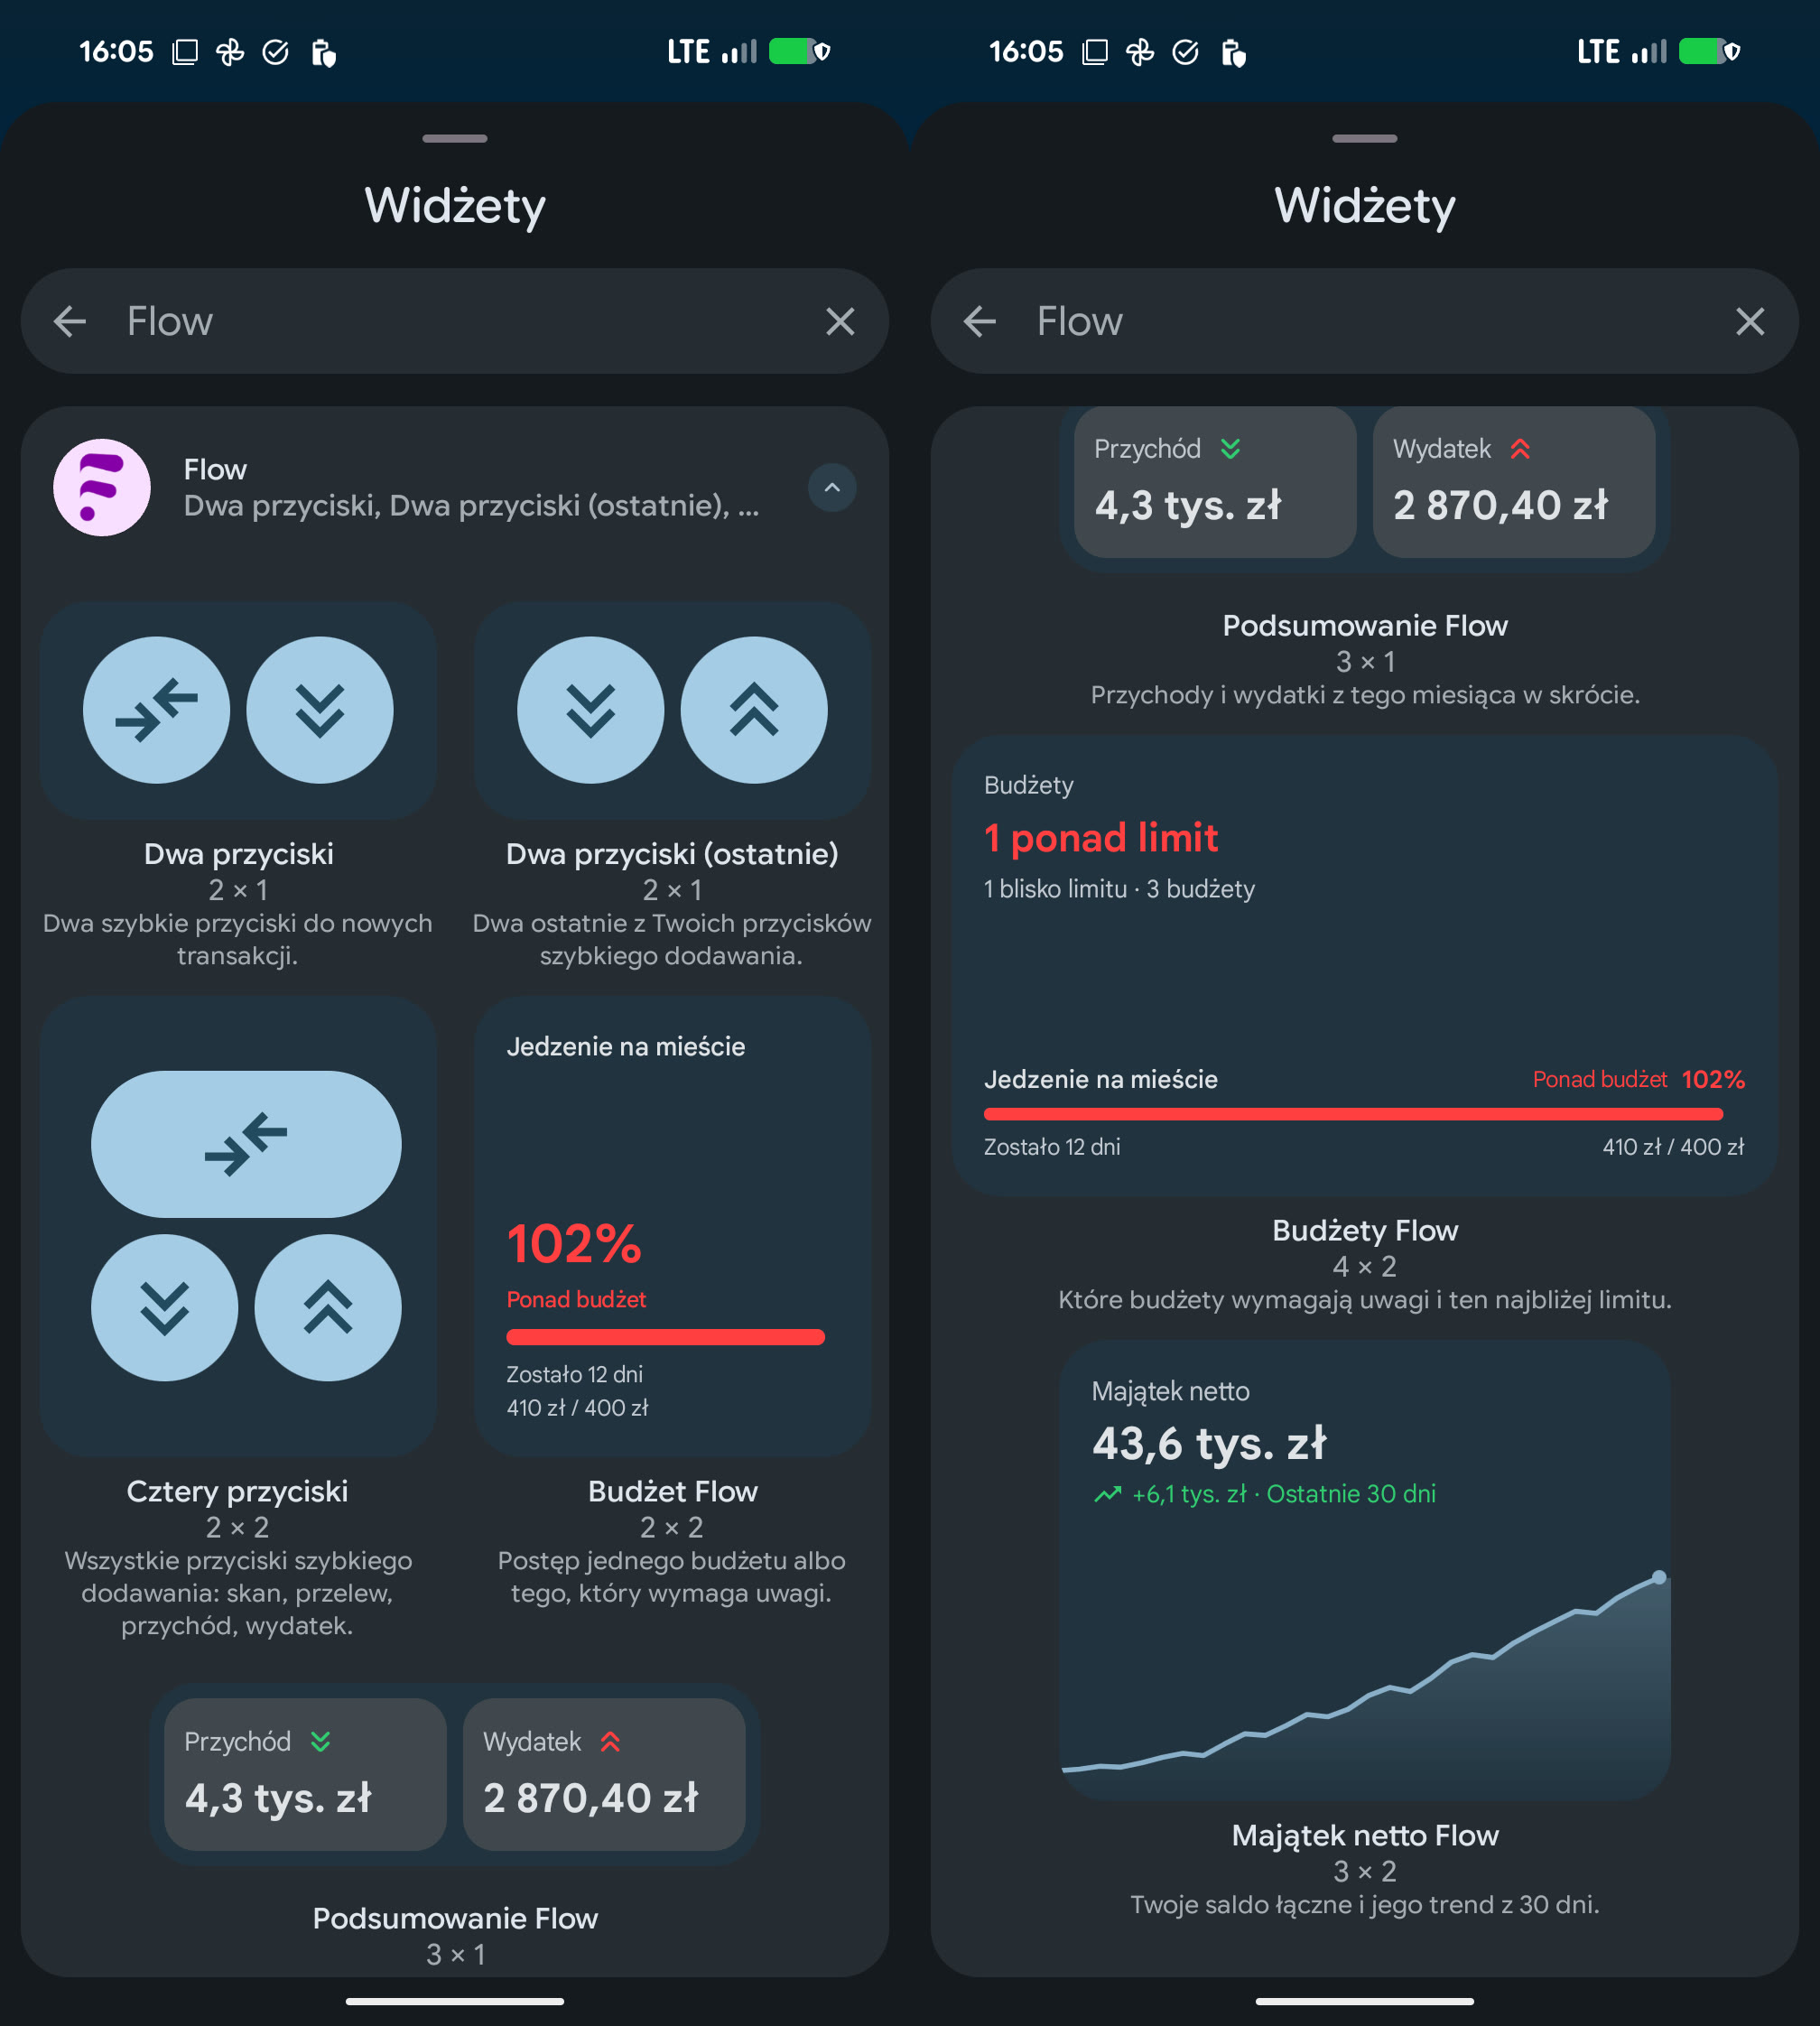 16:05 LTE
Widżety
Flow
Flow
Dwa przyciski, Dwa przyciski (ostatnie), ...
Dwa przyciski
2 × 1
Dwa szybkie przyciski do nowych
transakcji.
Dwa przyciski (ostatnie)
2 × 1
Dwa ostatnie z Twoich przycisków
szybkiego dodawania.
Cztery przyciski
2 × 2
Wszystkie przyciski szybkiego
dodawania: skan, przelew,
przychód, wydatek.
Jedzenie na mieście
102%
Ponad budżet
Zostało 12 dni
410 zł / 400 zł
Budżet Flow
2 × 2
Postęp jednego budżetu albo
tego, który wymaga uwagi.
Przychód
4,3 tys. zł
Wydatek
2 870,40 zł
Podsumowanie Flow
3 × 1
16:05 LTE
Widżety
Flow
Przychód
4,3 tys. zł
Wydatek
2 870,40 zł
Podsumowanie Flow
3 × 1
Przychody i wydatki z tego miesiąca w skrócie.
Budżety
1 ponad limit
1 blisko limitu · 3 budżety
Jedzenie na mieście Ponad budżet 102%
Zostało 12 dni 410 zł / 400 zł
Budżety Flow
4 × 2
Które budżety wymagają uwagi i ten najbliżej limitu.
Majątek netto
43,6 tys. zł
+6,1 tys. zł · Ostatnie 30 dni
Majątek netto Flow
3 × 2
Twoje saldo łączne i jego trend z 30 dni.